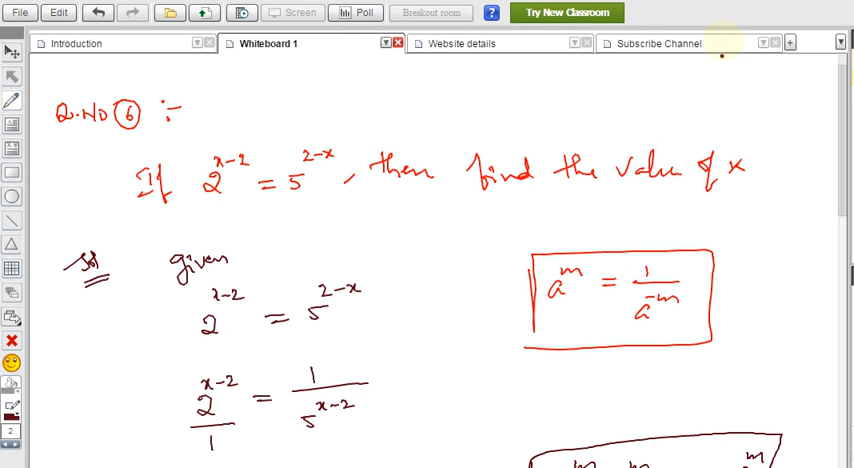 File Edit Screen Poll Breakout room ? Try New Classroom
Introduction Whiteboard 1 Website details Subscribe Channel +
Q.No 6 :-
If 2^{x-2} = 5^{2-x}, then find the value of x
Sol given
2^{x-2} = 5^{2-x}
a^m = 1/a^{-m}
2^{x-2}/1 = 1/5^{x-2}
2
m m m